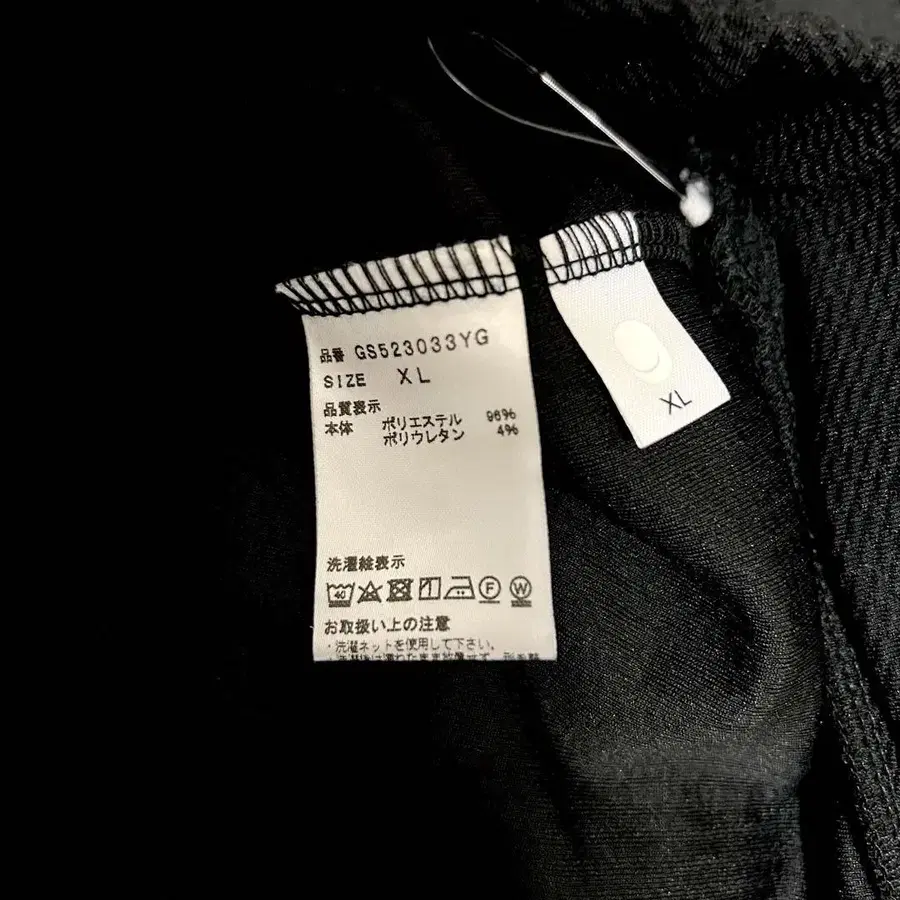 品番 GS523033YG
SIZE XL
品質表示
本体 ポリエステル 96%
ポリウレタン 4%
洗濯絵表示
40 F W
お取扱い上の注意
・洗濯ネットを使用して下さい。
XL